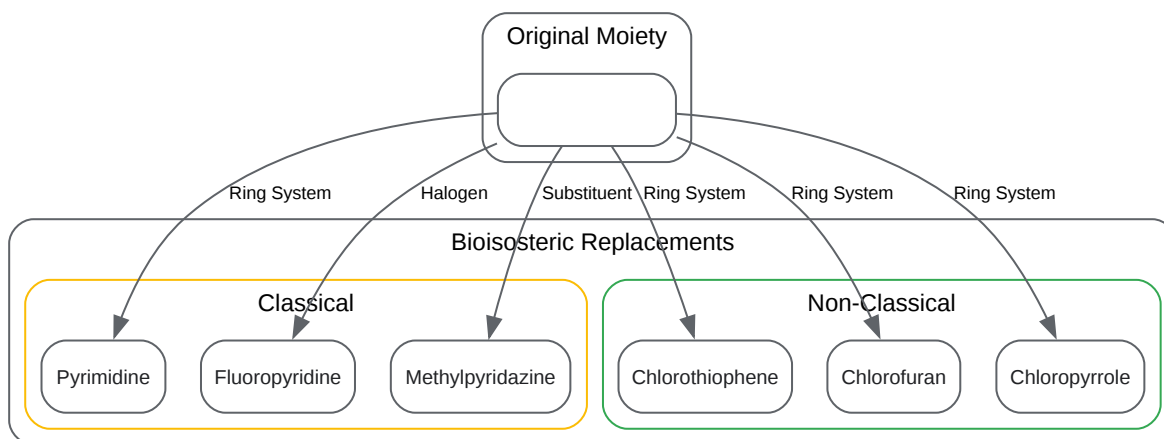 Original Moiety
Ring System
Halogen
Substituent
Ring System
Ring System
Ring System
Bioisosteric Replacements
Classical
Non-Classical
Pyrimidine
Fluoropyridine
Methylpyridazine
Chlorothiophene
Chlorofuran
Chloropyrrole